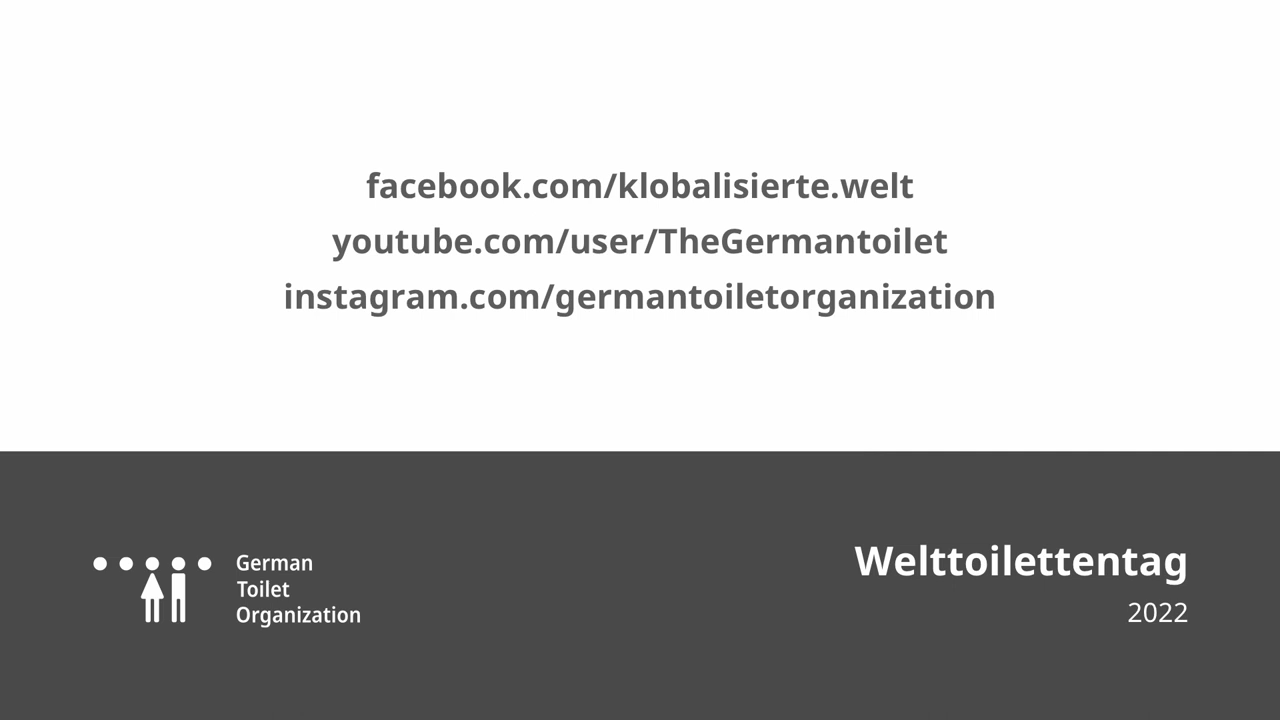 facebook.com/klobalisierte.welt
youtube.com/user/TheGermantoilet
instagram.com/germantoiletorganization
German
Toilet
Organization
Welttoilettentag
2022